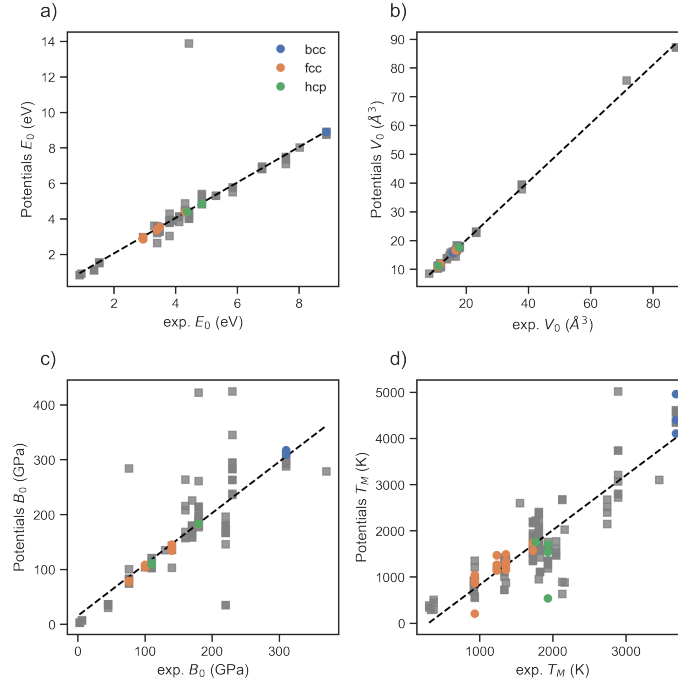 a)
14
12
10
8
6
4
2
Potentials E₀ (eV)
bcc
fcc
hcp
2 4 6 8
exp. E₀ (eV)
b)
90
80
70
60
50
40
30
20
10
Potentials V₀ (Å³)
20 40 60 80
exp. V₀ (Å³)
c)
400
300
200
100
0
Potentials B₀ (GPa)
0 100 200 300
exp. B₀ (GPa)
d)
5000
4000
3000
2000
1000
0
Potentials T_M (K)
1000 2000 3000
exp. T_M (K)